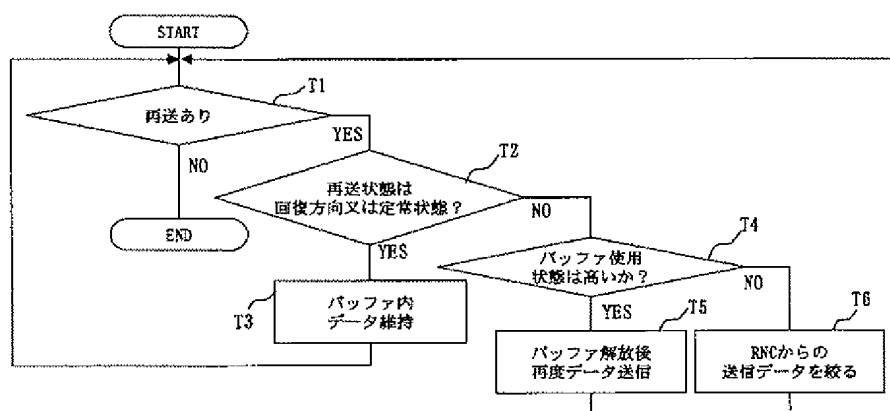 START
再送あり
T1
YES
NO
END
再送状態は
回復方向又は定常状態？
T2
NO
YES
バッファ内
データ維持
T3
バッファ使用
状態は高いか？
T4
NO
YES
バッファ解放後
再度データ送信
T5
RNCからの
送信データを絞る
T6